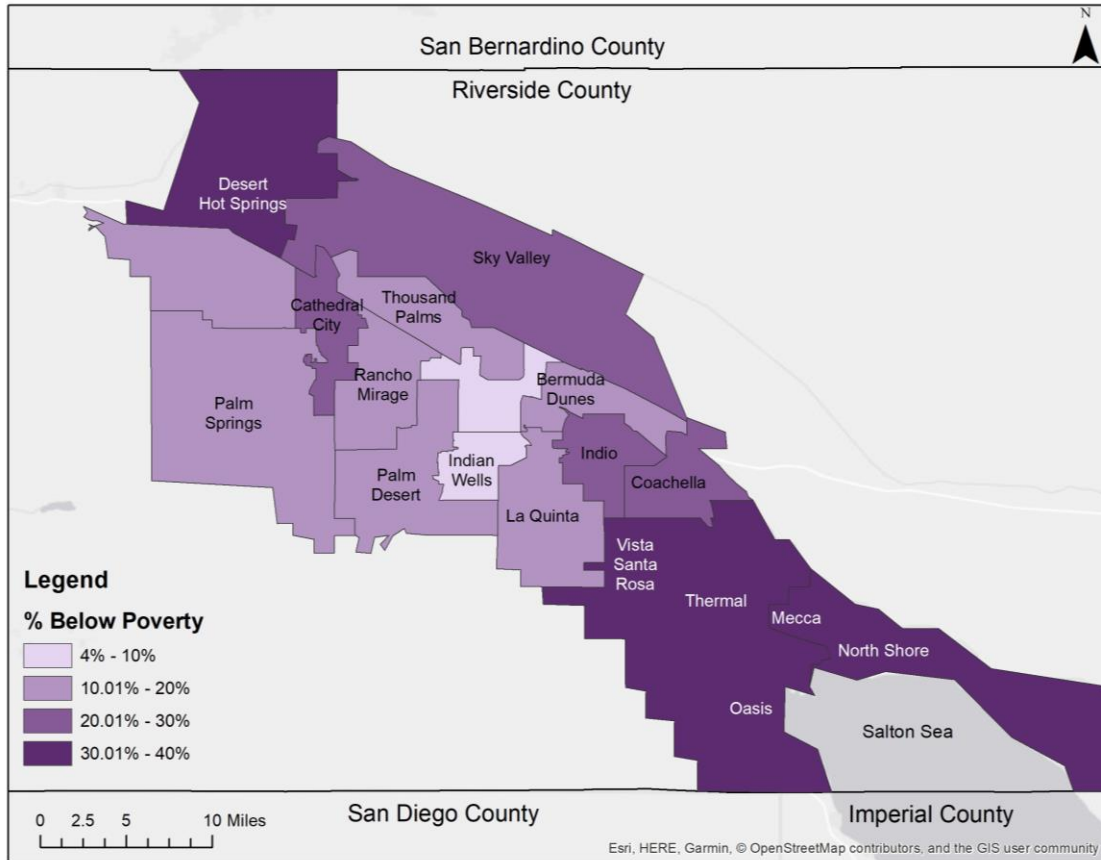 N
San Bernardino County
Riverside County
Desert
Hot Springs
Sky Valley
Cathedral
City
Thousand
Palms
Rancho
Mirage
Bermuda
Dunes
Palm
Springs
Indian
Wells
Indio
Palm
Desert
Coachella
La Quinta
Vista
Santa
Rosa
Thermal
Mecca
North Shore
Oasis
Salton Sea
Legend
% Below Poverty
4% - 10%
10.01% - 20%
20.01% - 30%
30.01% - 40%
San Diego County
Imperial County
0 2.5 5 10 Miles
Esri, HERE, Garmin, © OpenStreetMap contributors, and the GIS user community